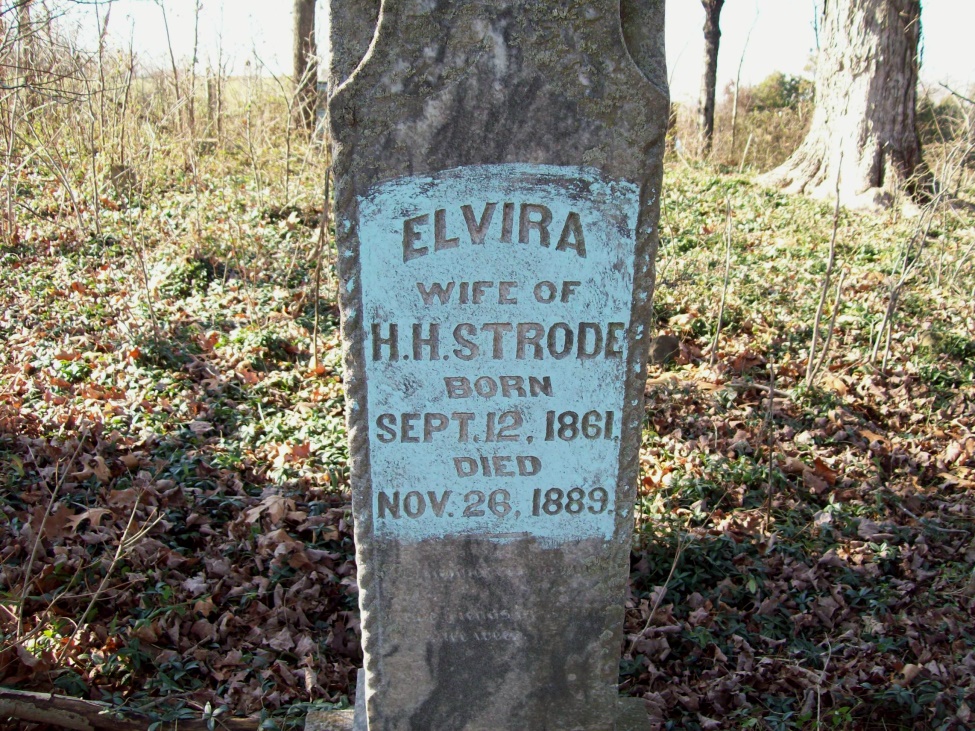 ELVIRA
WIFE OF
H.H. STRODE
BORN
SEPT. 12, 1861,
DIED
NOV. 26, 1889.